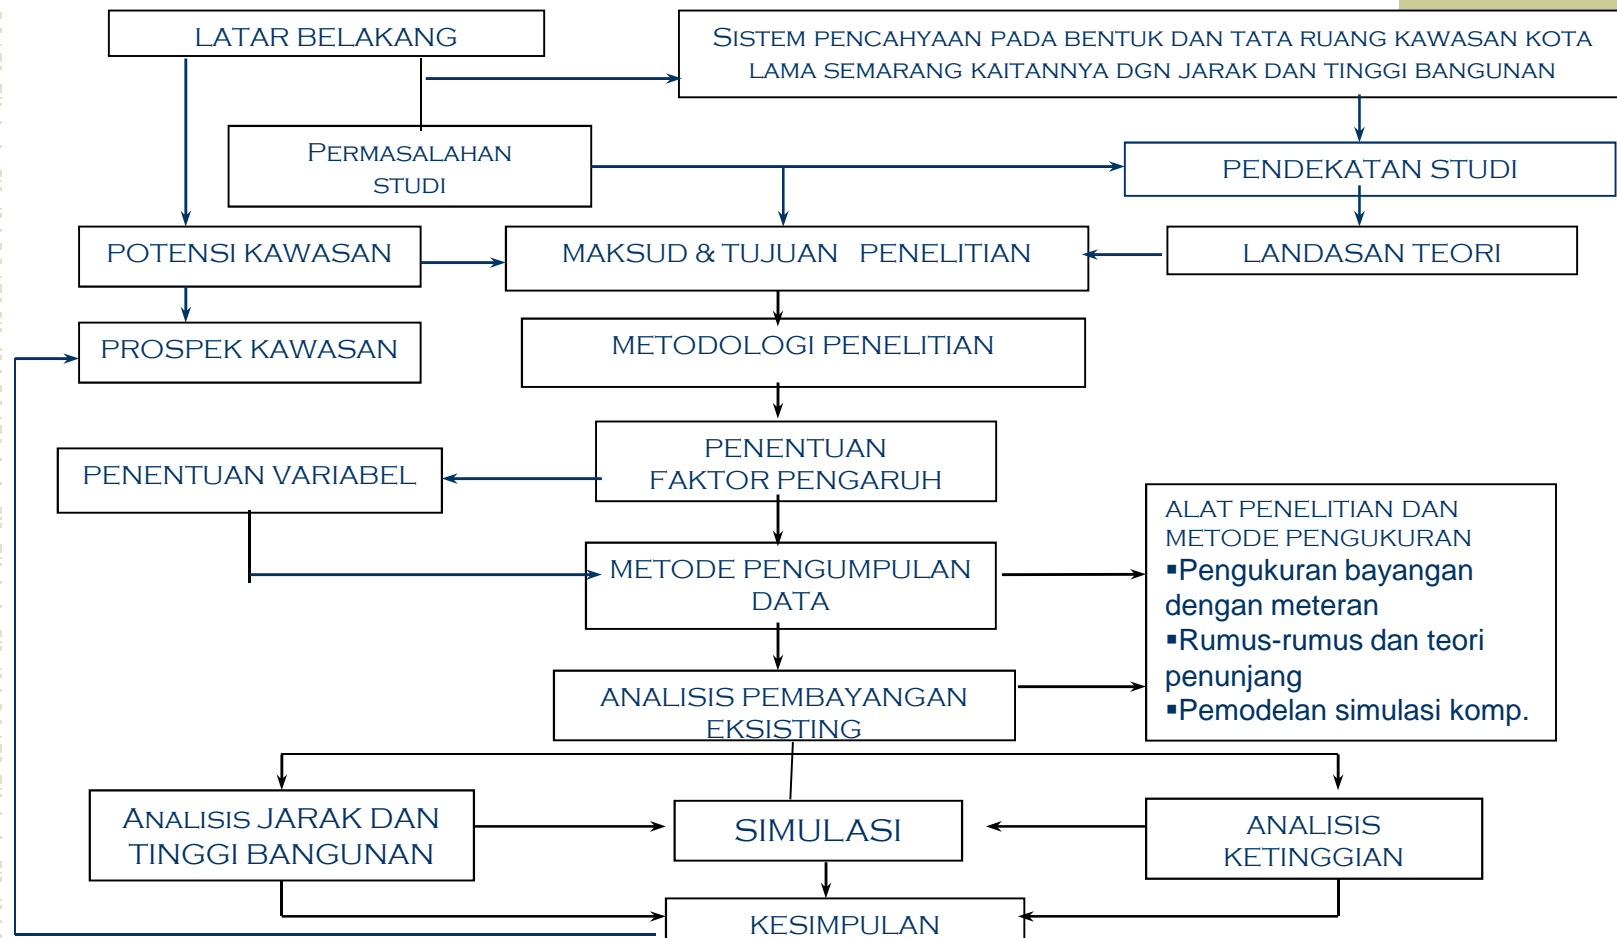 LATAR BELAKANG
SISTEM PENCAHYAAN PADA BENTUK DAN TATA RUANG KAWASAN KOTA
LAMA SEMARANG KAITANNYA DGN JARAK DAN TINGGI BANGUNAN
PERMASALAHAN
STUDI
PENDEKATAN STUDI
POTENSI KAWASAN
MAKSUD & TUJUAN PENELITIAN
LANDASAN TEORI
PROSPEK KAWASAN
METODOLOGI PENELITIAN
PENENTUAN
FAKTOR PENGARUH
PENENTUAN VARIABEL
METODE PENGUMPULAN
DATA
ALAT PENELITIAN DAN
METODE PENGUKURAN
▪Pengukuran bayangan
dengan meteran
▪Rumus-rumus dan teori
penunjang
▪Pemodelan simulasi komp.
ANALISIS PEMBAYANGAN
EKSISTING
ANALISIS JARAK DAN
TINGGI BANGUNAN
SIMULASI
ANALISIS
KETINGGIAN
KESIMPULAN